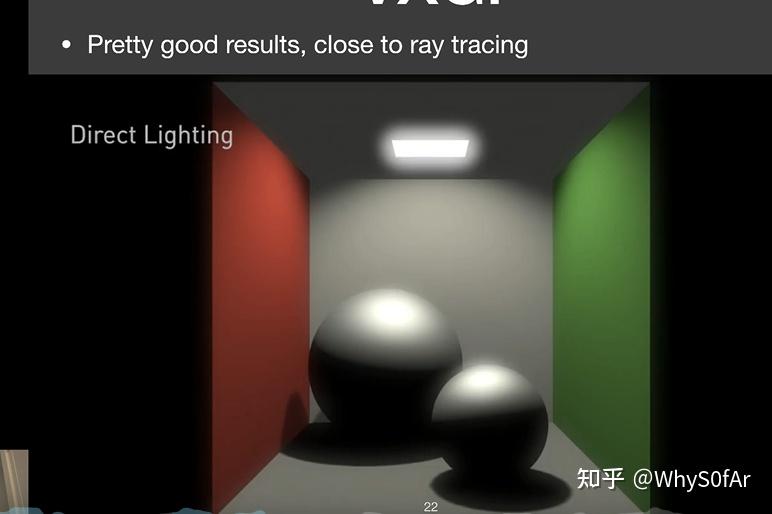 • Pretty good results, close to ray tracing
Direct Lighting
知乎 @WhyS0fAr
22